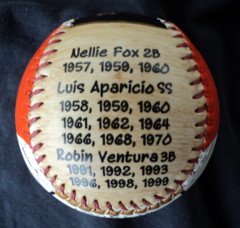 Nellie Fox 2B
1957, 1959, 1960
Luis Aparicio SS
1958, 1959, 1960
1961, 1962, 1964
1966, 1968, 1970
Robin Ventura 3B
1991, 1992, 1993
1996, 1998, 1999